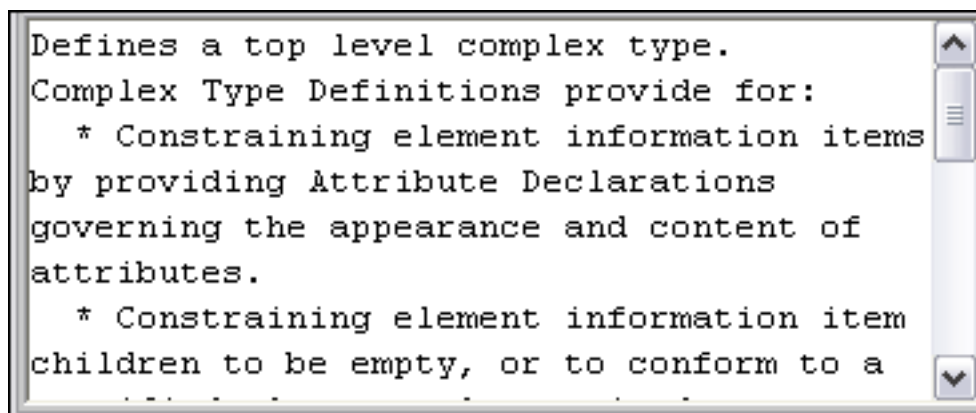 Defines a top level complex type.
Complex Type Definitions provide for:
* Constraining element information items
by providing Attribute Declarations
governing the appearance and content of
attributes.
* Constraining element information item
children to be empty, or to conform to a